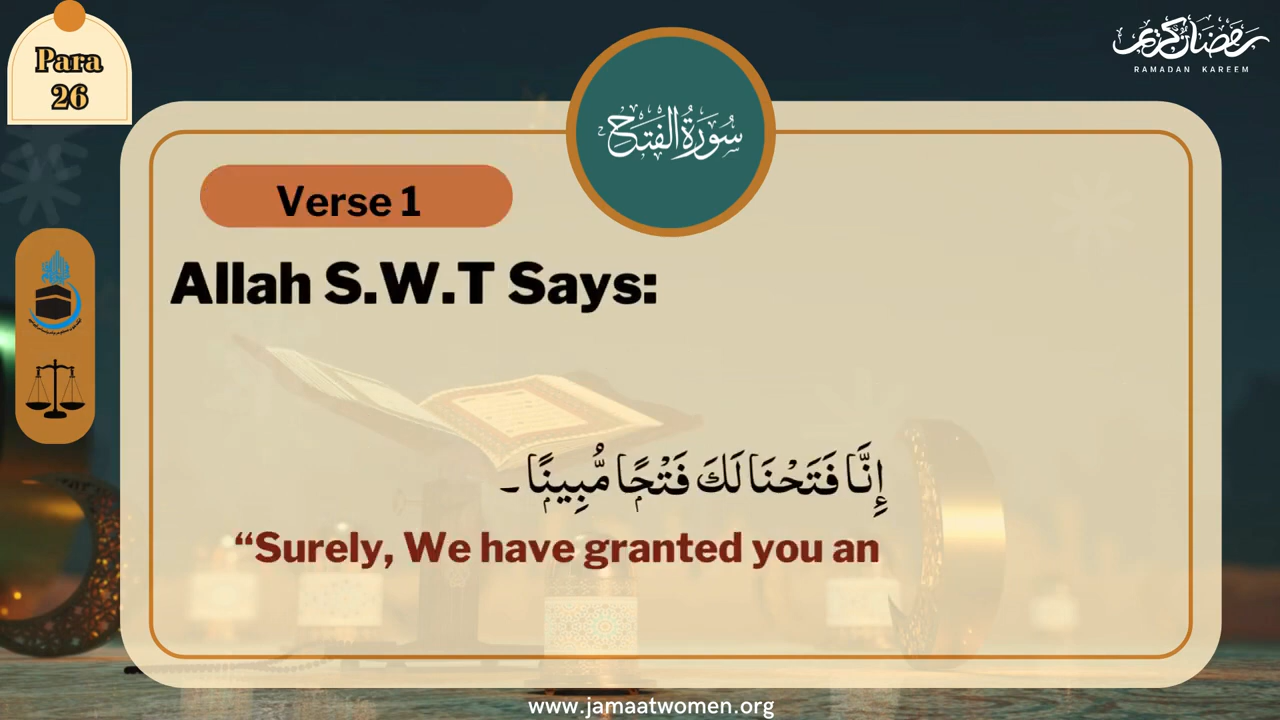 Para
26
رمضان كريم
RAMADAN KAREEM
سُورَةُ الفَتح
Verse 1
Allah S.W.T Says:
إِنَّا فَتَحْنَا لَكَ فَتْحًا مُّبِينًا ـ
“Surely, We have granted you an
www.jamaatwomen.org